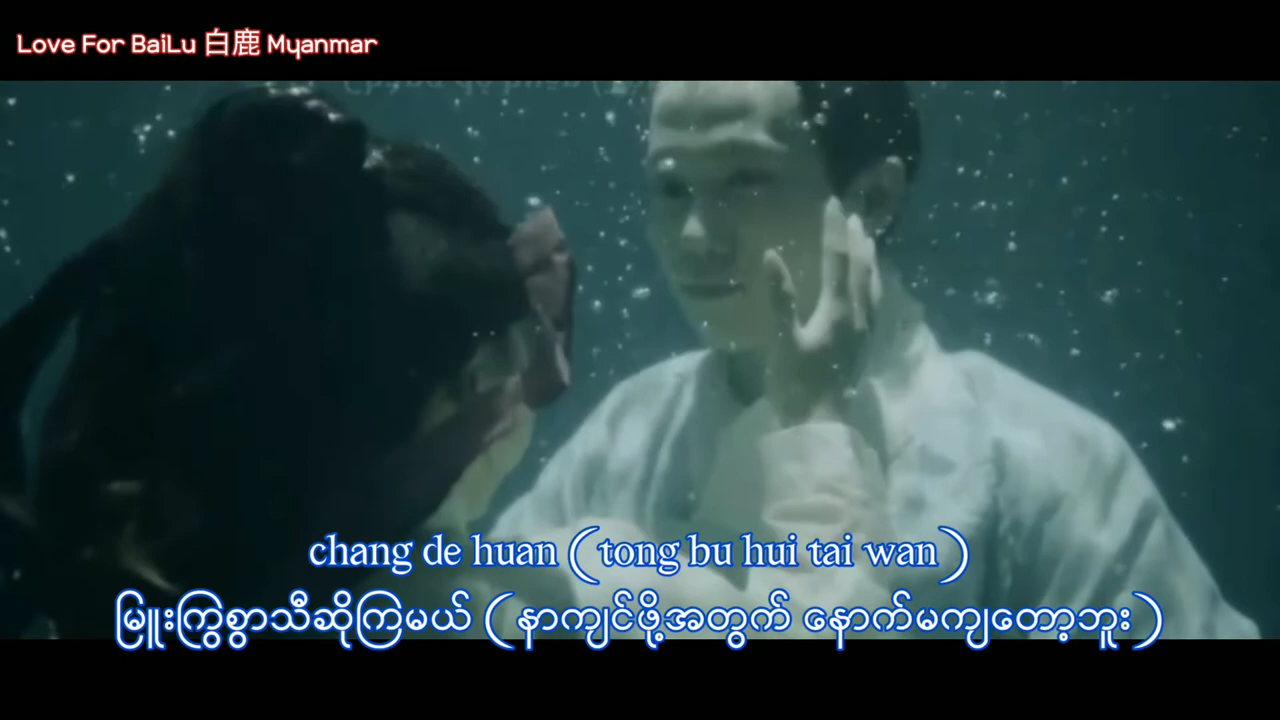 Love For BaiLu 白鹿 Myanmar
chang de huan (tong bu hui tai wan)
မြူးကြွစွာသီဆိုကြမယ် ( နာကျင်ဖို့အတွက် နောက်မကျတော့ဘူး )